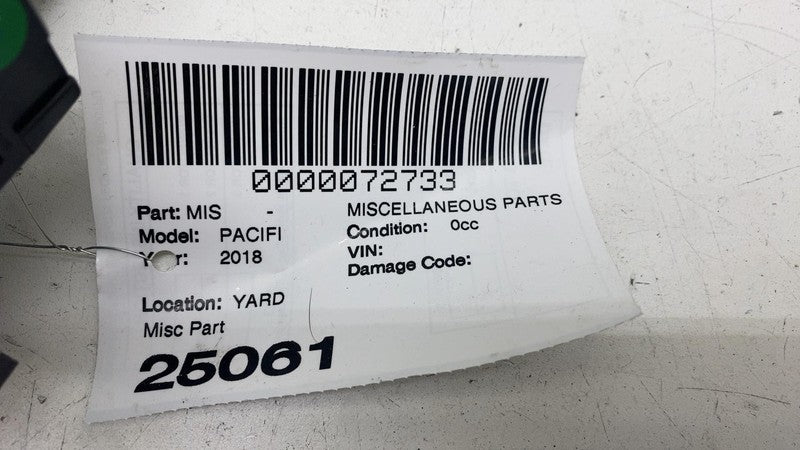 0000072733
Part: MIS - MISCELLANEOUS PARTS
Model: PACIFI Condition: 0cc
Year: 2018 VIN:
Damage Code:
Location: YARD
Misc Part
25061